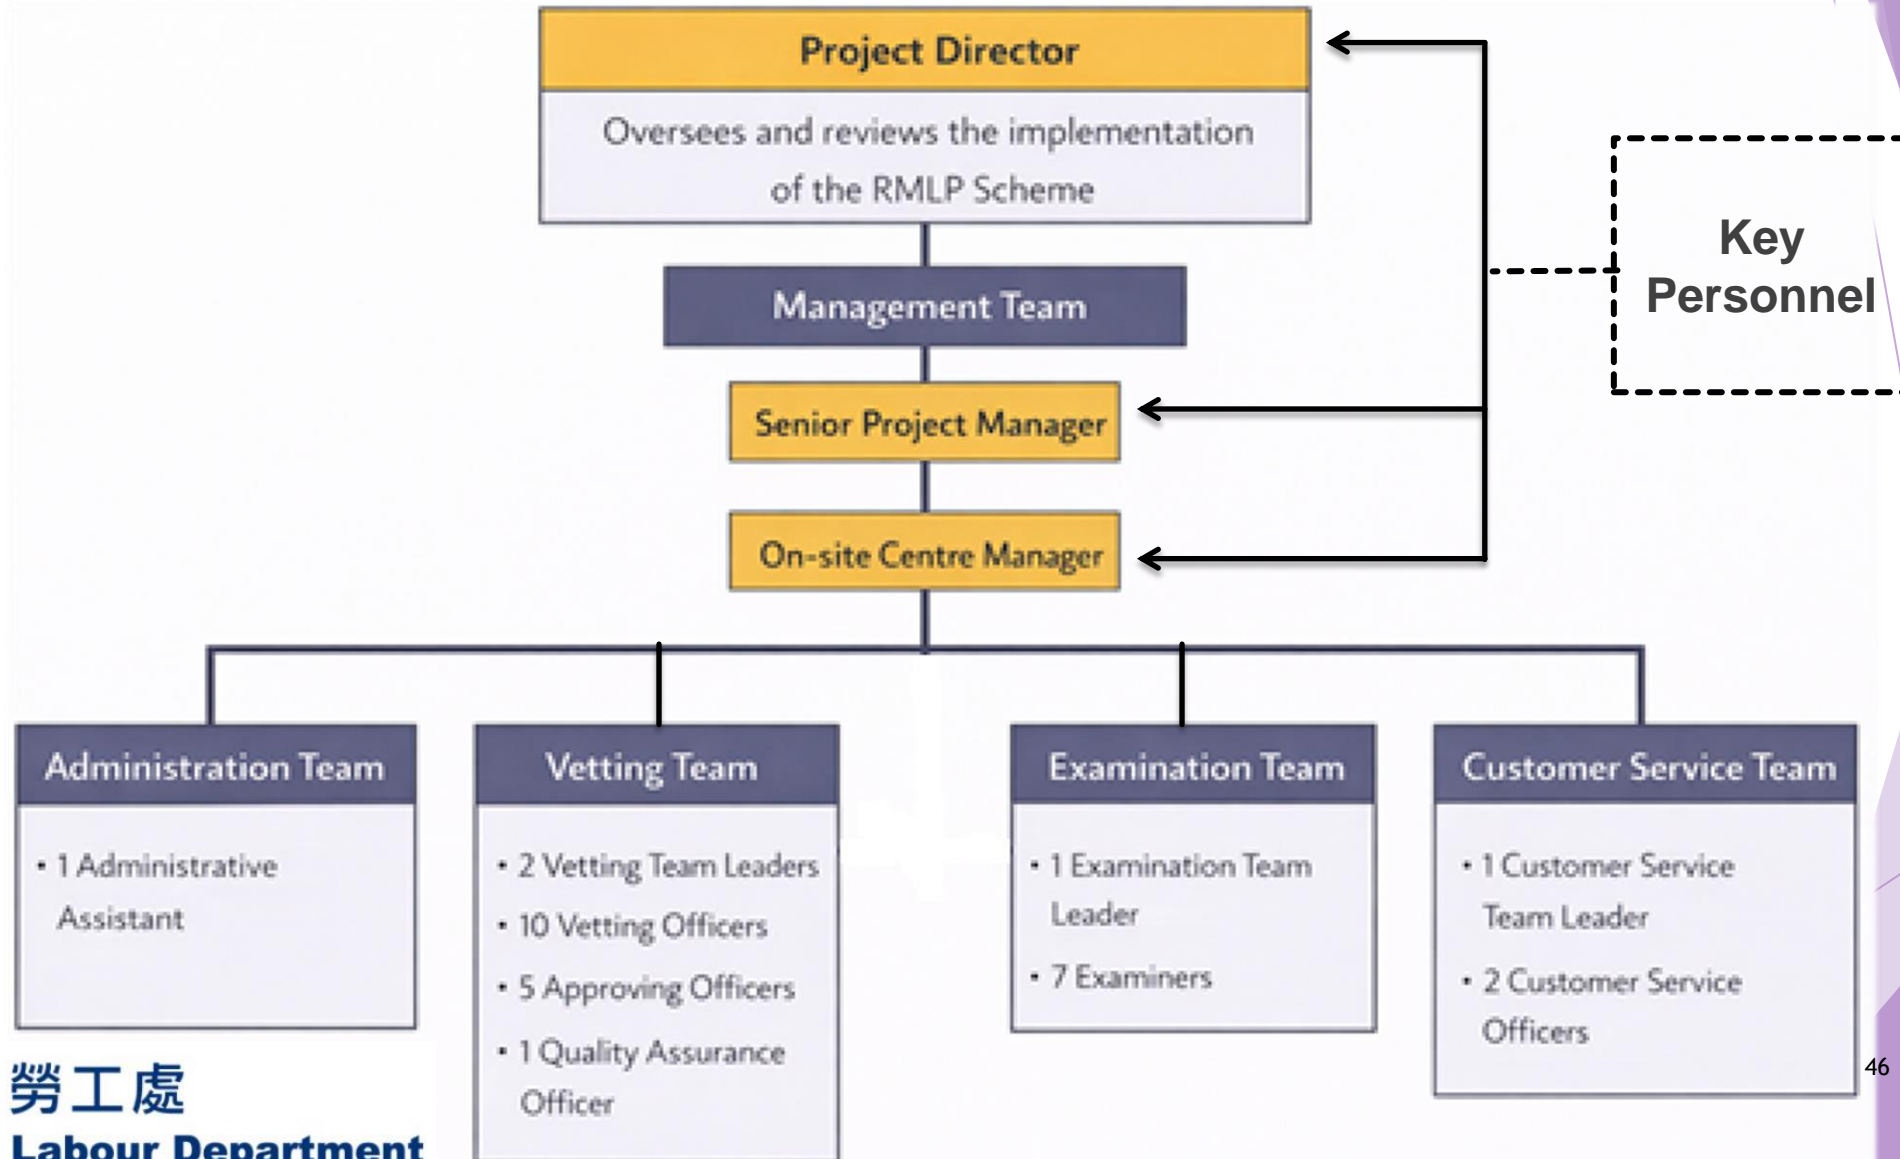 Project Director
Oversees and reviews the implementation
of the RMLP Scheme
Key
Personnel
Management Team
Senior Project Manager
On-site Centre Manager
Administration Team
• 1 Administrative
Assistant
Vetting Team
• 2 Vetting Team Leaders
• 10 Vetting Officers
• 5 Approving Officers
• 1 Quality Assurance
Officer
Examination Team
• 1 Examination Team
Leader
• 7 Examiners
Customer Service Team
• 1 Customer Service
Team Leader
• 2 Customer Service
Officers
46
勞工處
Labour Department